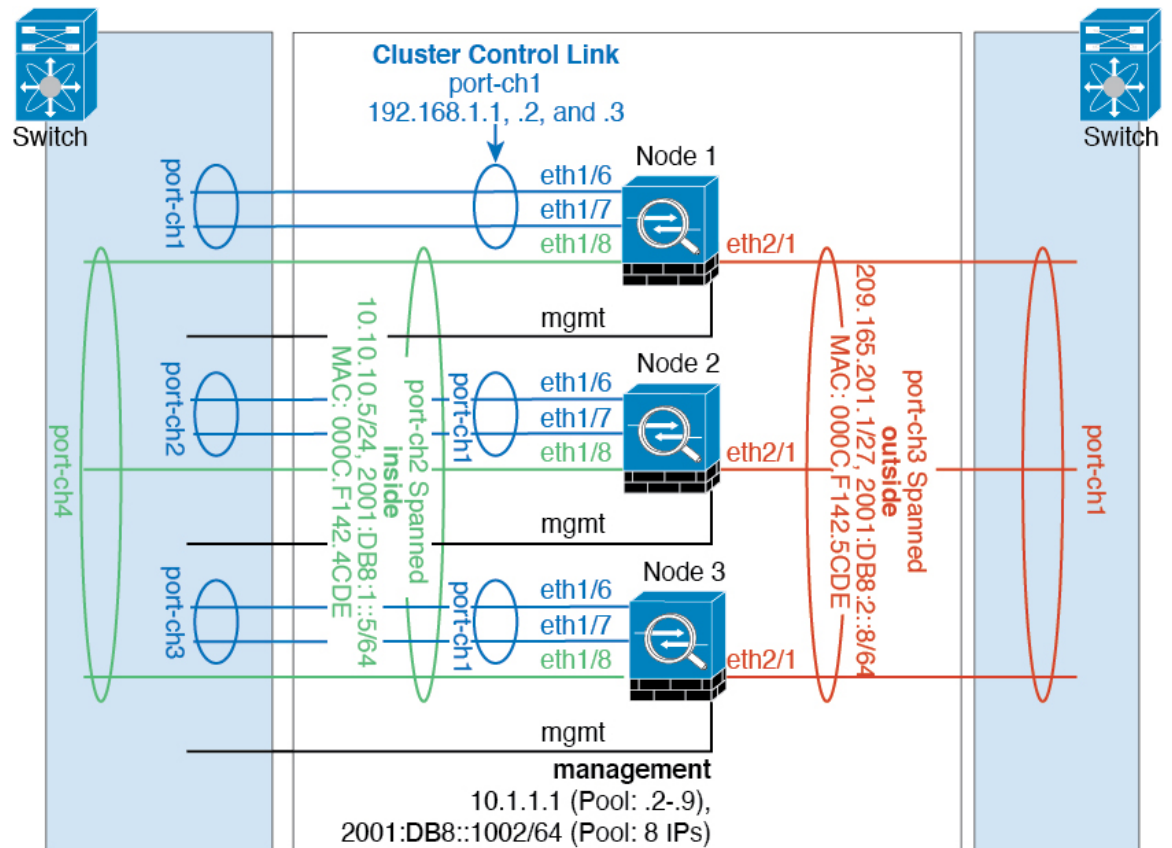 Cluster Control Link
port-ch1
192.168.1.1, .2, and .3
Switch
Switch
Node 1
port-ch1
eth1/6
eth1/7
eth1/8
eth2/1
mgmt
Node 2
port-ch2
port-ch1
eth1/6
eth1/7
eth1/8
eth2/1
mgmt
Node 3
port-ch3
port-ch1
eth1/6
eth1/7
eth1/8
eth2/1
mgmt
port-ch4
port-ch2 Spanned
inside
10.10.10.5/24, 2001:DB8:1::5/64
MAC: 000C.F142.4CDE
port-ch3 Spanned
outside
209.165.201.1/27, 2001:DB8:2::8/64
MAC: 000C.F142.5CDE
port-ch1
management
10.1.1.1 (Pool: .2-.9),
2001:DB8::1002/64 (Pool: 8 IPs)